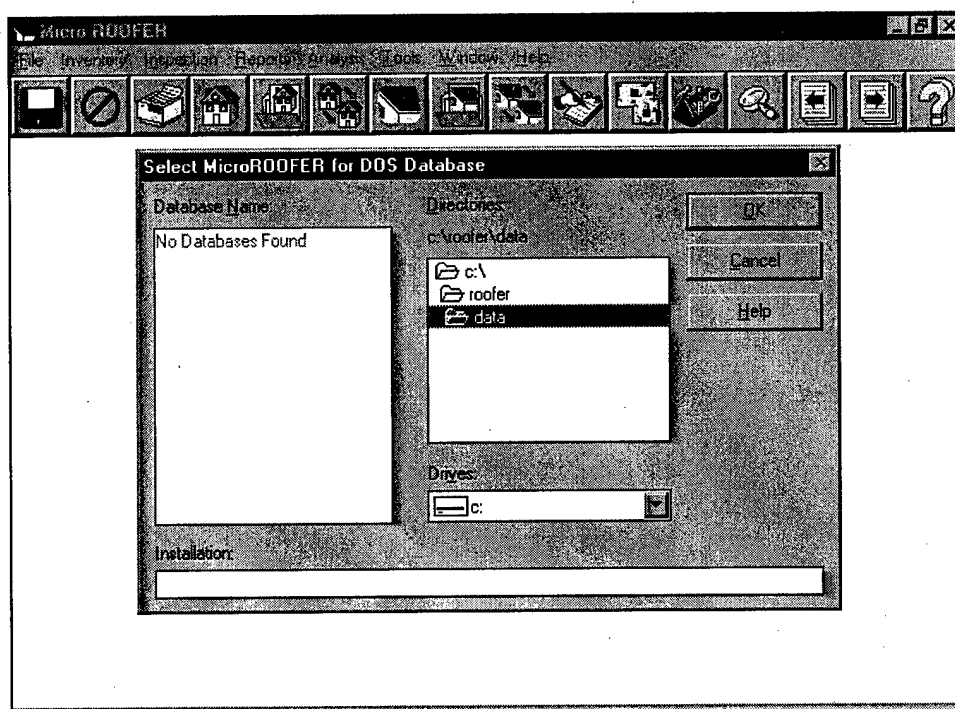 Micro ROOFER
File Inventory Inspection Reports Analysis Tools Window Help
Select MicroROOFER for DOS Database
Database Name:
No Databases Found
Directories:
c:\roofer\data
c:\
roofer
data
OK
Cancel
Help
Drives:
c:
Installation: